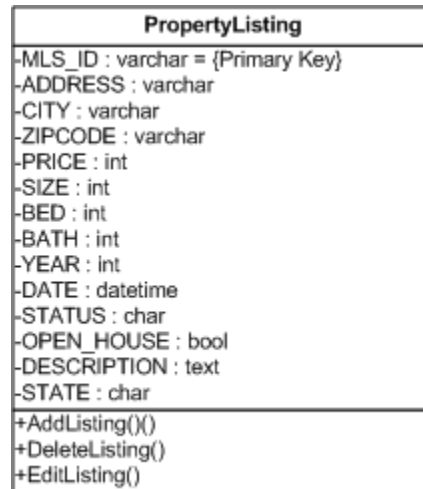 PropertyListing
-MLS_ID : varchar = {Primary Key}
-ADDRESS : varchar
-CITY : varchar
-ZIPCODE : varchar
-PRICE : int
-SIZE : int
-BED : int
-BATH : int
-YEAR : int
-DATE : datetime
-STATUS : char
-OPEN_HOUSE : bool
-DESCRIPTION : text
-STATE : char
+AddListing()()
+DeleteListing()
+EditListing()